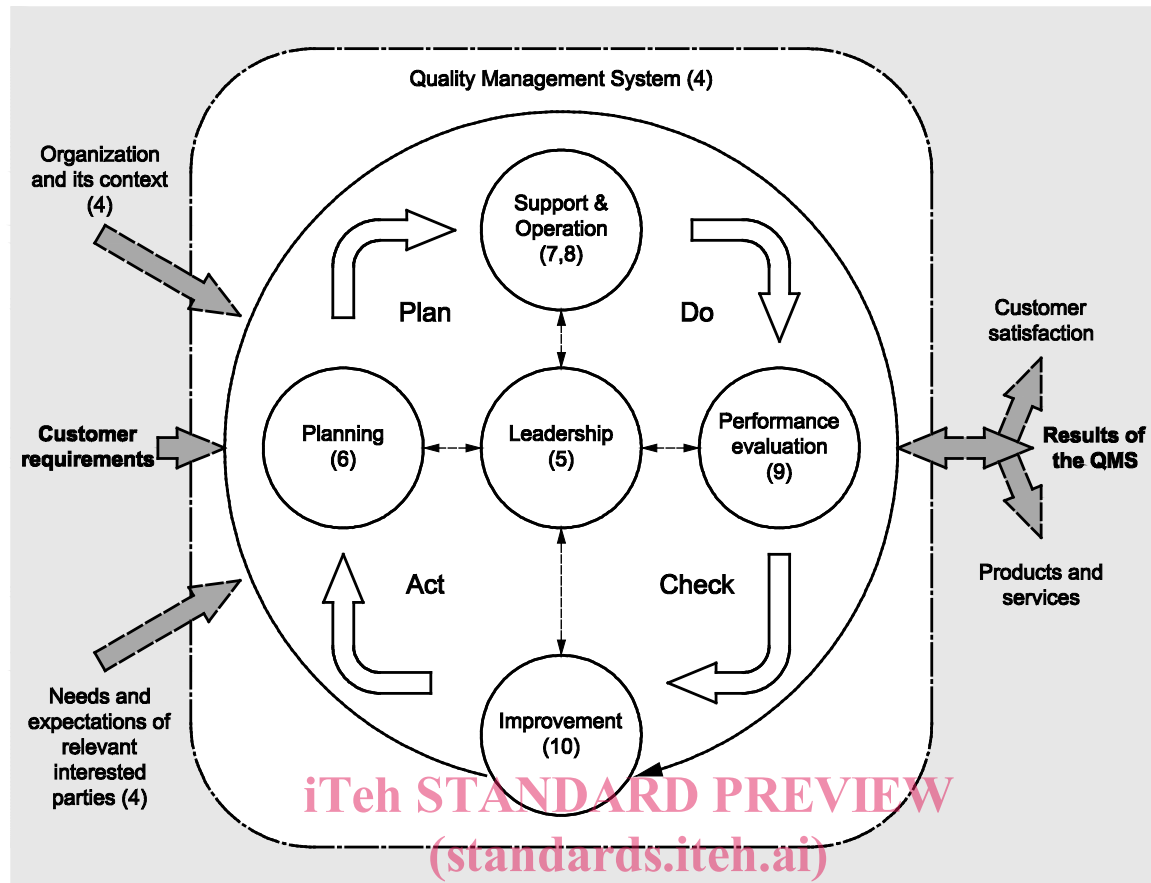 Quality Management System (4)
Organization
and its context
(4)
Support &
Operation
(7,8)
Plan
Do
Customer
satisfaction
Customer
requirements
Planning
(6)
Leadership
(5)
Performance
evaluation
(9)
Results of
the QMS
Act
Check
Products and
services
Needs and
expectations of
relevant
interested
parties (4)
Improvement
(10)
iTeh STANDARD PREVIEW
(standards.iteh.ai)